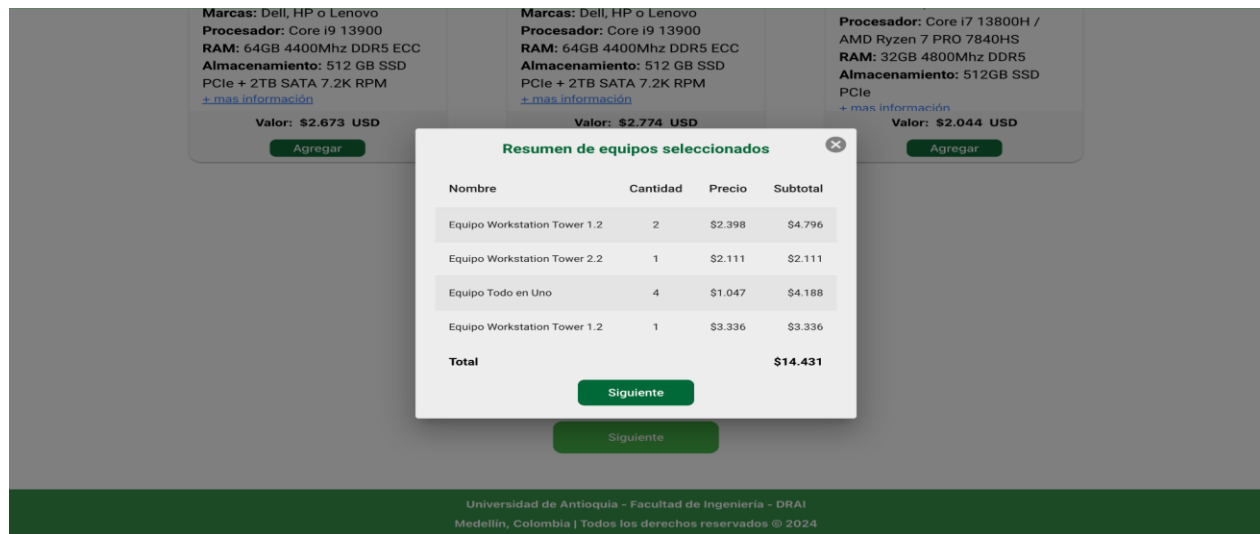 Marcas: Dell, HP o Lenovo
Procesador: Core i9 13900
RAM: 64GB 4400Mhz DDR5 ECC
Almacenamiento: 512 GB SSD
PCIe + 2TB SATA 7.2K RPM
+ mas información
Valor: $2.673 USD
Agregar
Marcas: Dell, HP o Lenovo
Procesador: Core i9 13900
RAM: 64GB 4400Mhz DDR5 ECC
Almacenamiento: 512 GB SSD
PCIe + 2TB SATA 7.2K RPM
+ mas información
Valor: $2.774 USD
Procesador: Core i7 13800H /
AMD Ryzen 7 PRO 7840HS
RAM: 32GB 4800Mhz DDR5
Almacenamiento: 512GB SSD
PCIe
+ mas información
Valor: $2.044 USD
Agregar
Resumen de equipos seleccionados
Nombre Cantidad Precio Subtotal
Equipo Workstation Tower 1.2 2 $2.398 $4.796
Equipo Workstation Tower 2.2 1 $2.111 $2.111
Equipo Todo en Uno 4 $1.047 $4.188
Equipo Workstation Tower 1.2 1 $3.336 $3.336
Total $14.431
Siguiente
Siguiente
Universidad de Antioquia - Facultad de Ingeniería - DRAI
Medellín, Colombia | Todos los derechos reservados © 2024